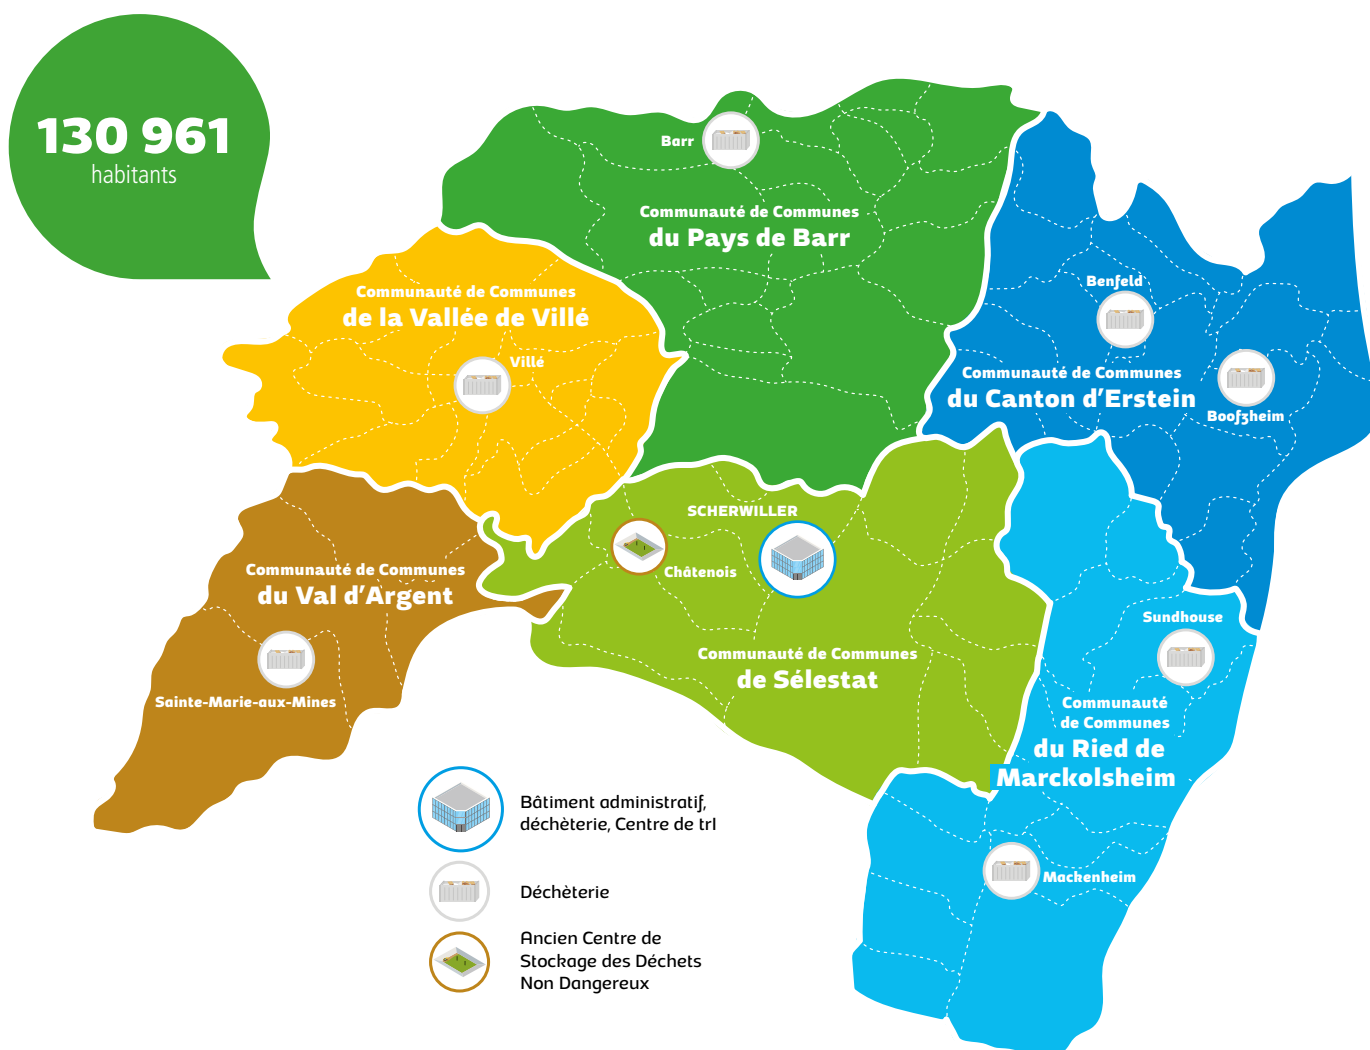 130 961
habitants
Barr
Communauté de Communes
du Pays de Barr
Communauté de Communes
de la Vallée de Villé
Villé
Benfeld
Communauté de Communes
du Canton d'Erstein
Boofzheim
SCHERWILLER
Châtenois
Communauté de Communes
du Val d'Argent
Sainte-Marie-aux-Mines
Communauté de Communes
de Sélestat
Sundhouse
Communauté
de Communes
du Ried de
Marckolsheim
Mackenheim
Bâtiment administratif,
déchèterie, Centre de trI
Déchèterie
Ancien Centre de
Stockage des Déchets
Non Dangereux